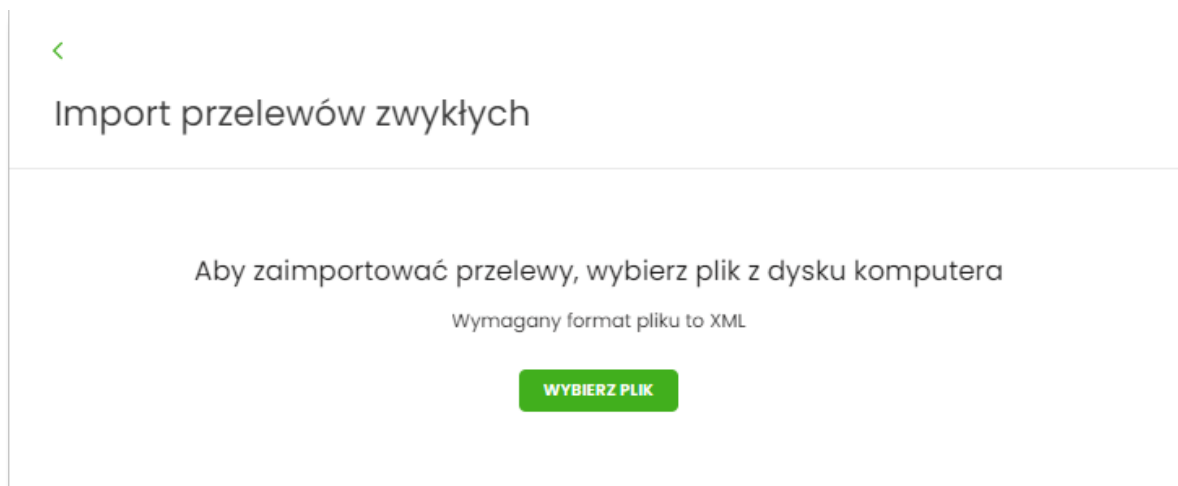 Import przelewów zwykłych
Aby zaimportować przelewy, wybierz plik z dysku komputera
Wymagany format pliku to XML
WYBIERZ PLIK